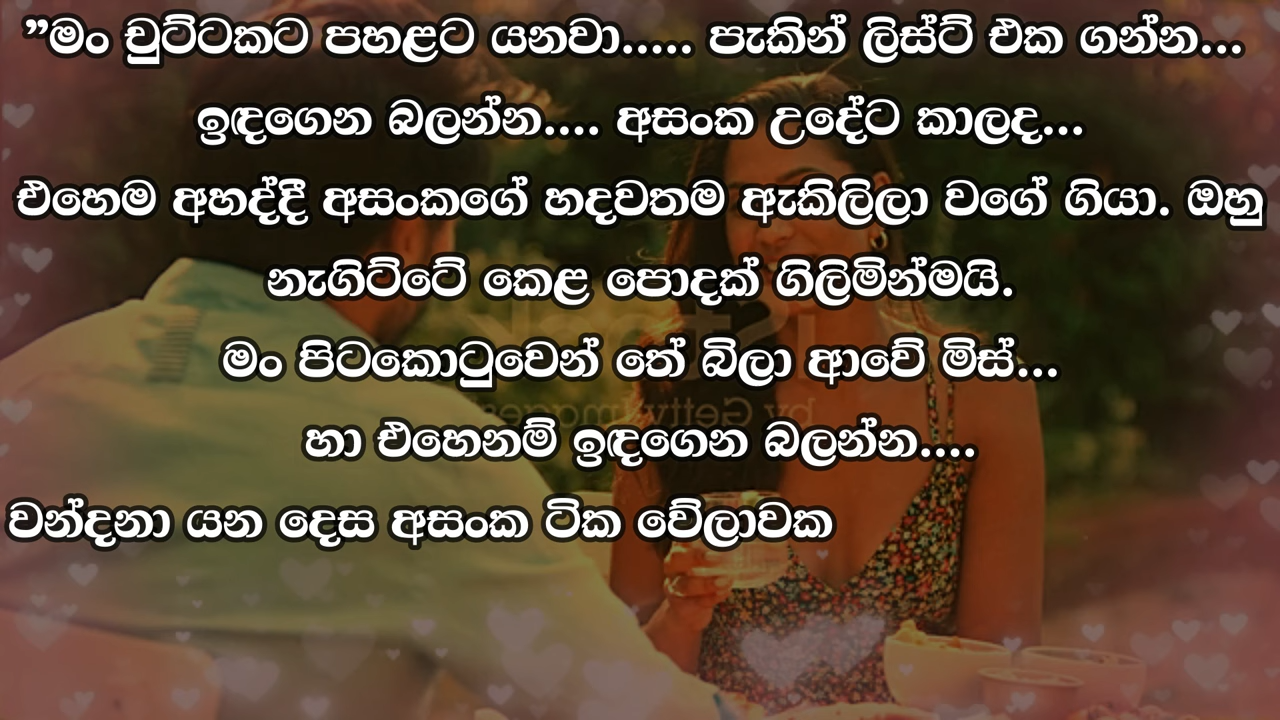 ”මං චුට්ටකට පහළට යනවා..... පැකින් ලිස්ට් එක ගන්න...
ඉඳගෙන බලන්න.... අසංක උදේට කාලද...
එහෙම අහද්දී අසංකගේ හදවතම ඇකිලිලා වගේ ගියා. ඔහු
නැගිට්ටේ කෙළ පොදක් ගිලිමින්මයි.
මං පිටකොටුවෙන් තේ බිලා ආවේ මිස්...
හා එහෙනම් ඉඳගෙන බලන්න....
වන්දනා යන දෙස අසංක ටික වේලාවක